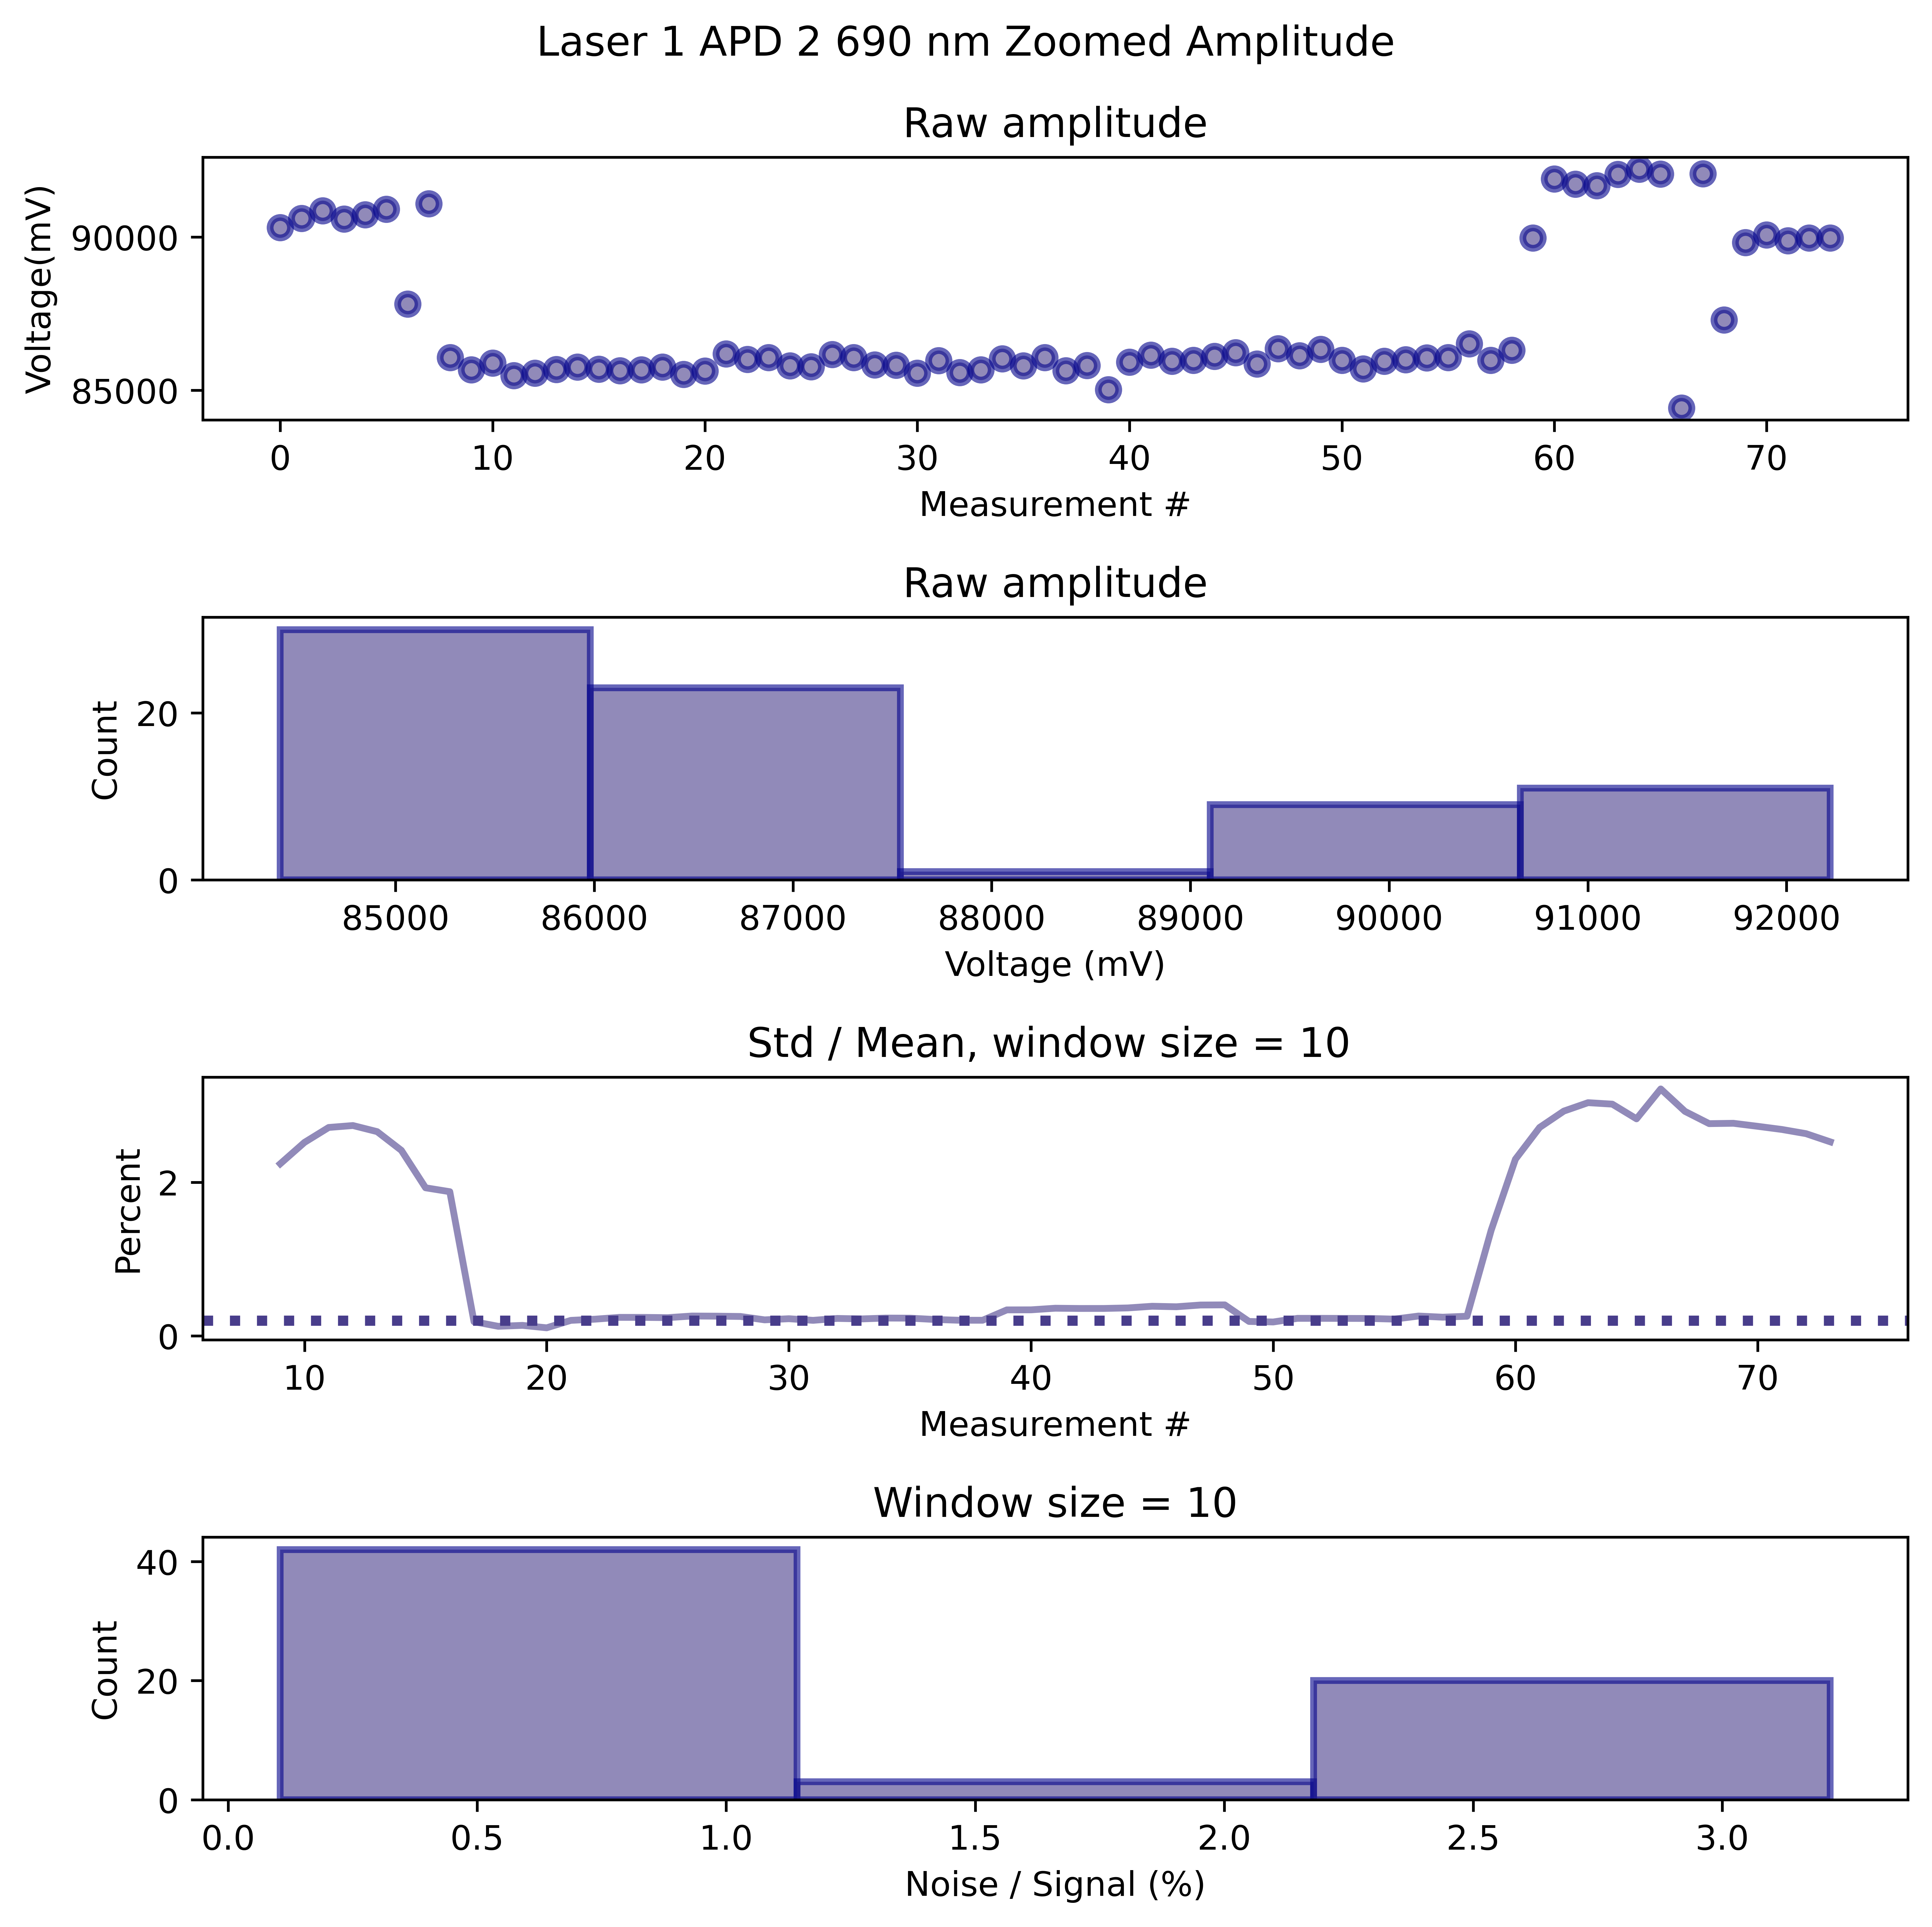 Laser 1 APD 2 690 nm Zoomed Amplitude
Raw amplitude
Voltage(mV)
90000
85000
0 10 20 30 40 50 60 70
Measurement #
Raw amplitude
Count
20
0
85000 86000 87000 88000 89000 90000 91000 92000
Voltage (mV)
Std / Mean, window size = 10
Percent
2
0
10 20 30 40 50 60 70
Measurement #
Window size = 10
Count
40
20
0
0.0 0.5 1.0 1.5 2.0 2.5 3.0
Noise / Signal (%)